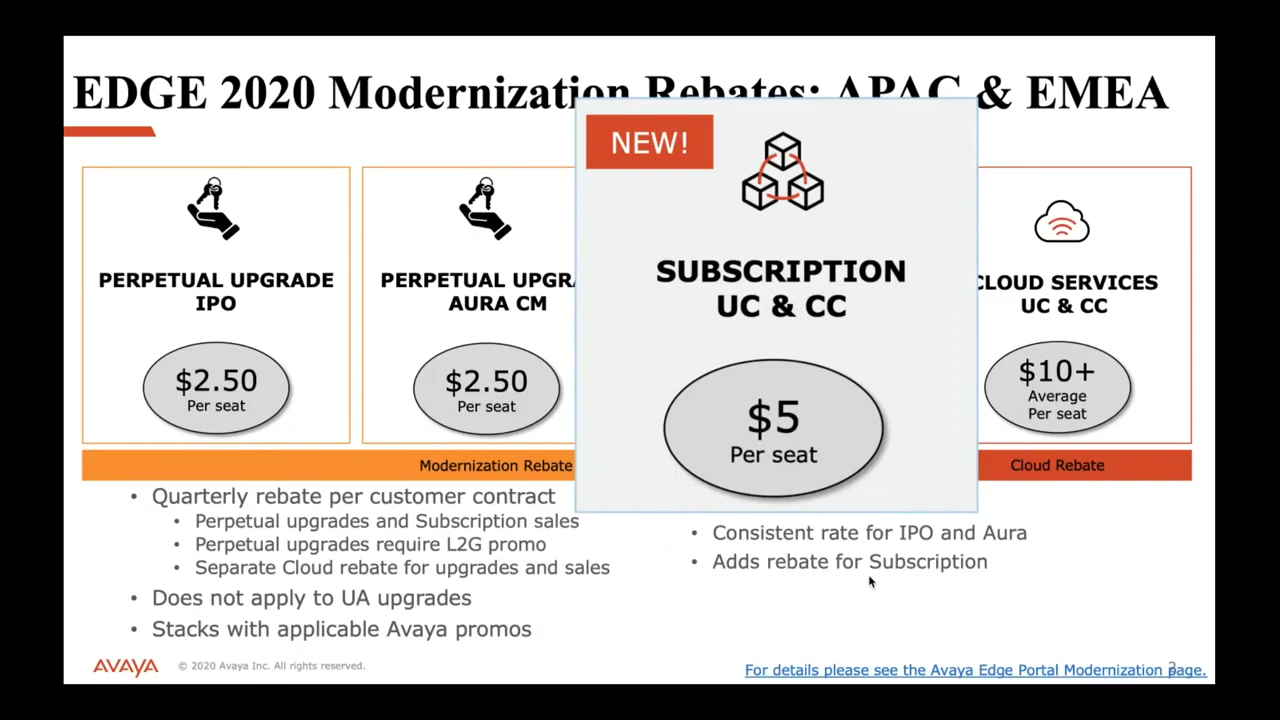 EDGE 2020 Modernization Rebates: APAC & EMEA
NEW!
PERPETUAL UPGRADE
IPO
$2.50
Per seat
PERPETUAL UPGRA
AURA CM
$2.50
Per seat
SUBSCRIPTION
UC & CC
$5
Per seat
CLOUD SERVICES
UC & CC
$10+
Average
Per seat
Modernization Rebate
Cloud Rebate
• Quarterly rebate per customer contract
• Perpetual upgrades and Subscription sales
• Perpetual upgrades require L2G promo
• Separate Cloud rebate for upgrades and sales
• Does not apply to UA upgrades
• Stacks with applicable Avaya promos
• Consistent rate for IPO and Aura
• Adds rebate for Subscription
AVAYA
© 2020 Avaya Inc. All rights reserved.
For details please see the Avaya Edge Portal Modernization page.